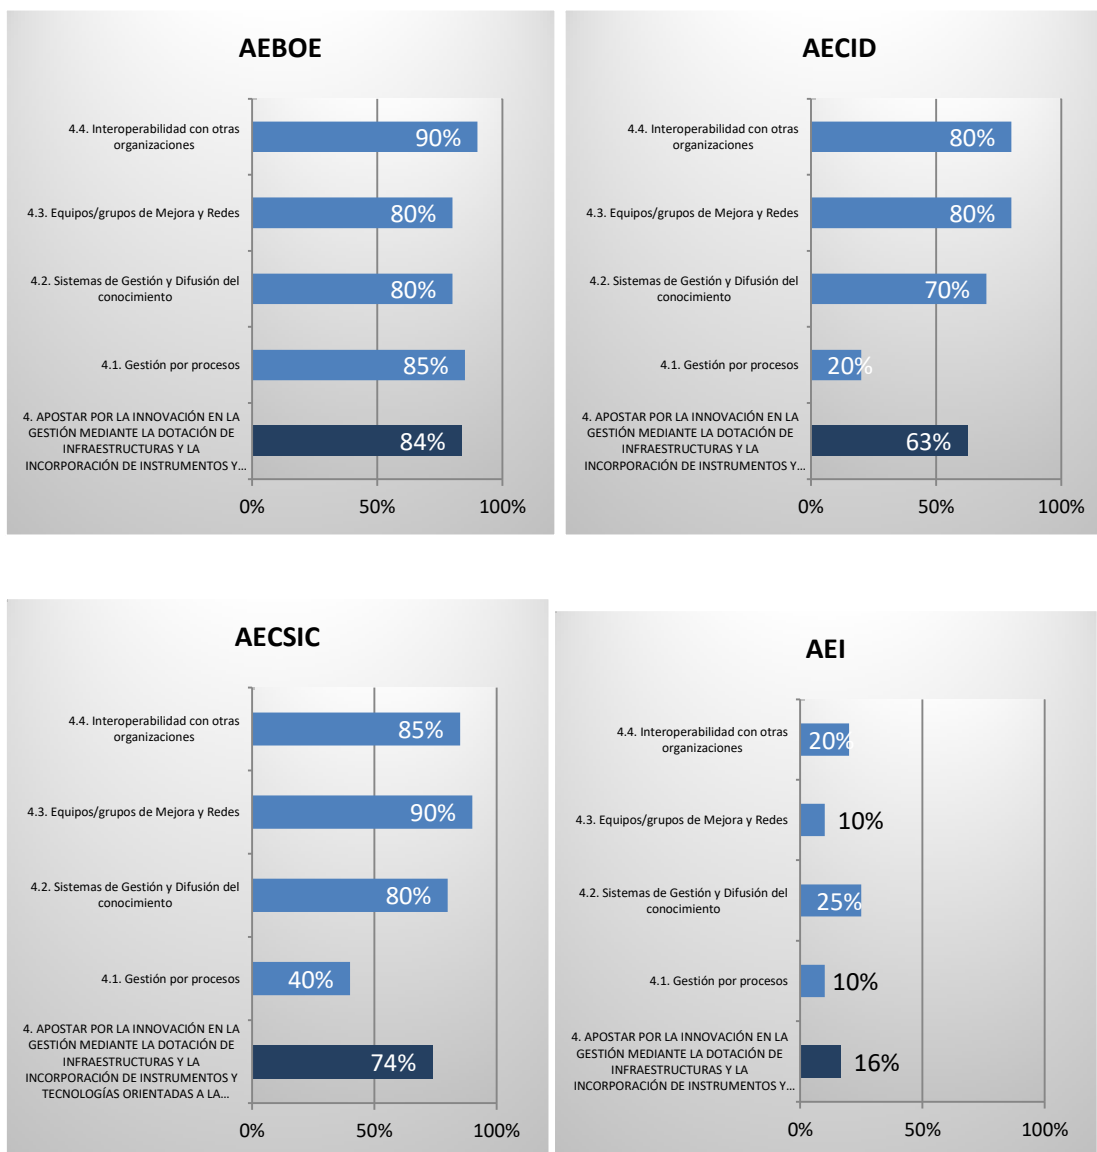 AEBOE
4.4. Interoperabilidad con otras
organizaciones
90%
4.3. Equipos/grupos de Mejora y Redes
80%
4.2. Sistemas de Gestión y Difusión del
conocimiento
80%
4.1. Gestión por procesos
85%
4. APOSTAR POR LA INNOVACIÓN EN LA
GESTIÓN MEDIANTE LA DOTACIÓN DE
INFRAESTRUCTURAS Y LA
INCORPORACIÓN DE INSTRUMENTOS Y...
84%
0% 50% 100%
AECID
4.4. Interoperabilidad con otras
organizaciones
80%
4.3. Equipos/grupos de Mejora y Redes
80%
4.2. Sistemas de Gestión y Difusión del
conocimiento
70%
4.1. Gestión por procesos
20%
4. APOSTAR POR LA INNOVACIÓN EN LA
GESTIÓN MEDIANTE LA DOTACIÓN DE
INFRAESTRUCTURAS Y LA
INCORPORACIÓN DE INSTRUMENTOS Y...
63%
0% 50% 100%
AECSIC
4.4. Interoperabilidad con otras
organizaciones
85%
4.3. Equipos/grupos de Mejora y Redes
90%
4.2. Sistemas de Gestión y Difusión del
conocimiento
80%
4.1. Gestión por procesos
40%
4. APOSTAR POR LA INNOVACIÓN EN LA
GESTIÓN MEDIANTE LA DOTACIÓN DE
INFRAESTRUCTURAS Y LA
INCORPORACIÓN DE INSTRUMENTOS Y
TECNOLOGÍAS ORIENTADAS A LA...
74%
0% 50% 100%
AEI
4.4. Interoperabilidad con otras
organizaciones
20%
4.3. Equipos/grupos de Mejora y Redes
10%
4.2. Sistemas de Gestión y Difusión del
conocimiento
25%
4.1. Gestión por procesos
10%
4. APOSTAR POR LA INNOVACIÓN EN LA
GESTIÓN MEDIANTE LA DOTACIÓN DE
INFRAESTRUCTURAS Y LA
INCORPORACIÓN DE INSTRUMENTOS Y...
16%
0% 50% 100%